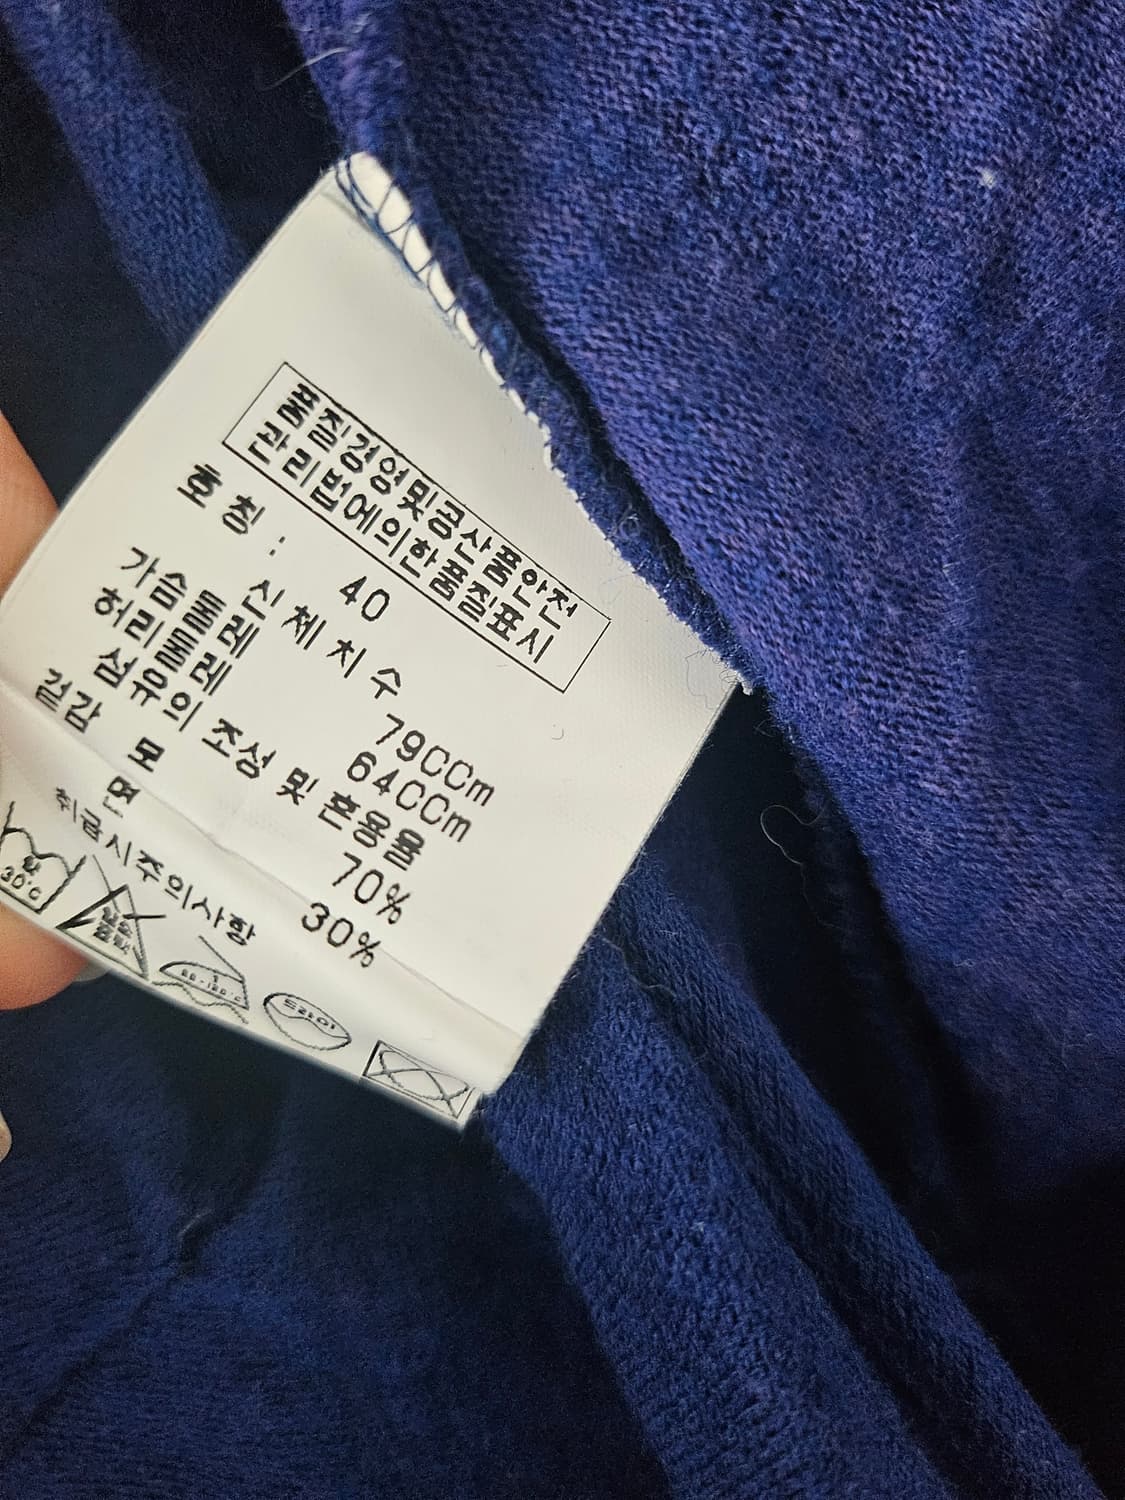 품질경영및공산품안전
관리법에의한품질표시
호 칭 : 40
신 체 치 수
가슴둘레 79CCm
허리둘레 64CCm
섬유의 조성 및 혼용율
겉감 모 70%
면 30%
취급시주의사항
30°C